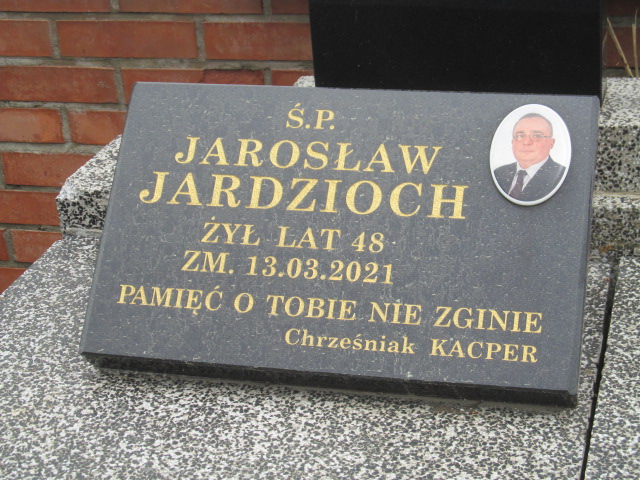 Ś.P.
JAROSŁAW
JARDZIOCH
ŻYŁ LAT 48
ZM. 13.03.2021
PAMIĘĆ O TOBIE NIE ZGINIE
Chrześniak KACPER